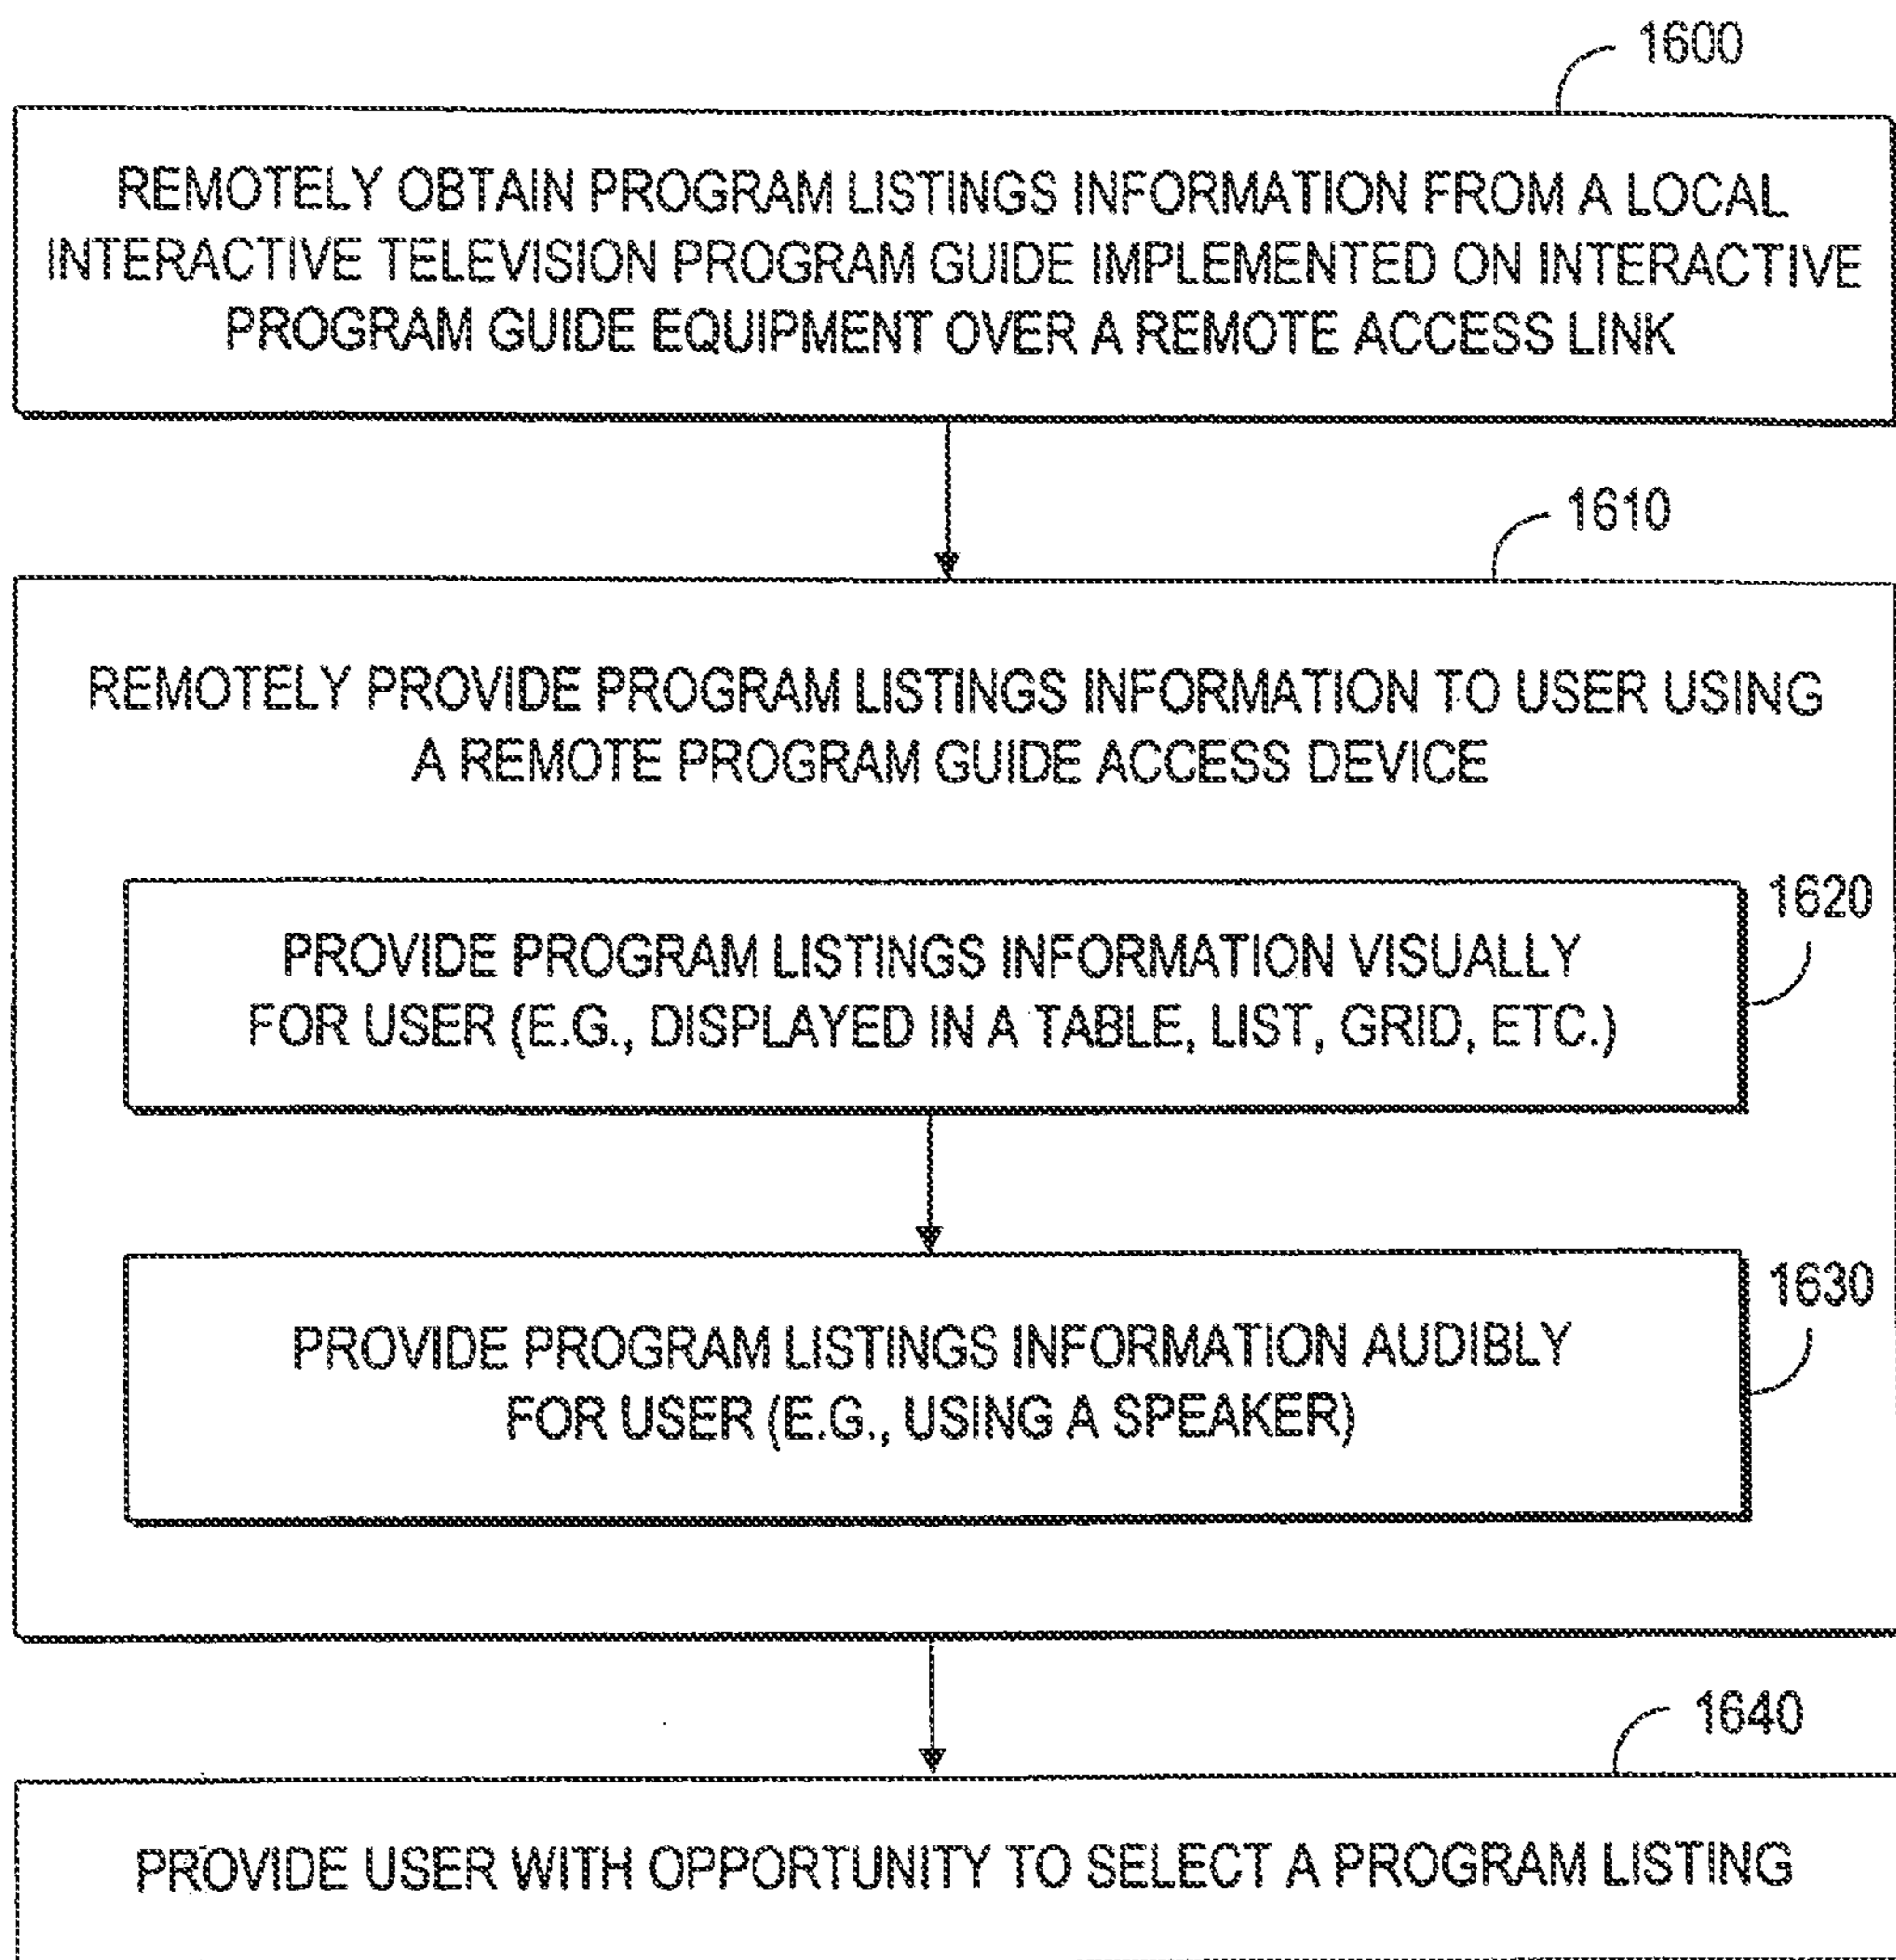 1600
REMOTELY OBTAIN PROGRAM LISTINGS INFORMATION FROM A LOCAL
INTERACTIVE TELEVISION PROGRAM GUIDE IMPLEMENTED ON INTERACTIVE
PROGRAM GUIDE EQUIPMENT OVER A REMOTE ACCESS LINK
1610
REMOTELY PROVIDE PROGRAM LISTINGS INFORMATION TO USER USING
A REMOTE PROGRAM GUIDE ACCESS DEVICE
1620
PROVIDE PROGRAM LISTINGS INFORMATION VISUALLY
FOR USER (E.G., DISPLAYED IN A TABLE, LIST, GRID, ETC.)
1630
PROVIDE PROGRAM LISTINGS INFORMATION AUDIBLY
FOR USER (E.G., USING A SPEAKER)
1640
PROVIDE USER WITH OPPORTUNITY TO SELECT A PROGRAM LISTING